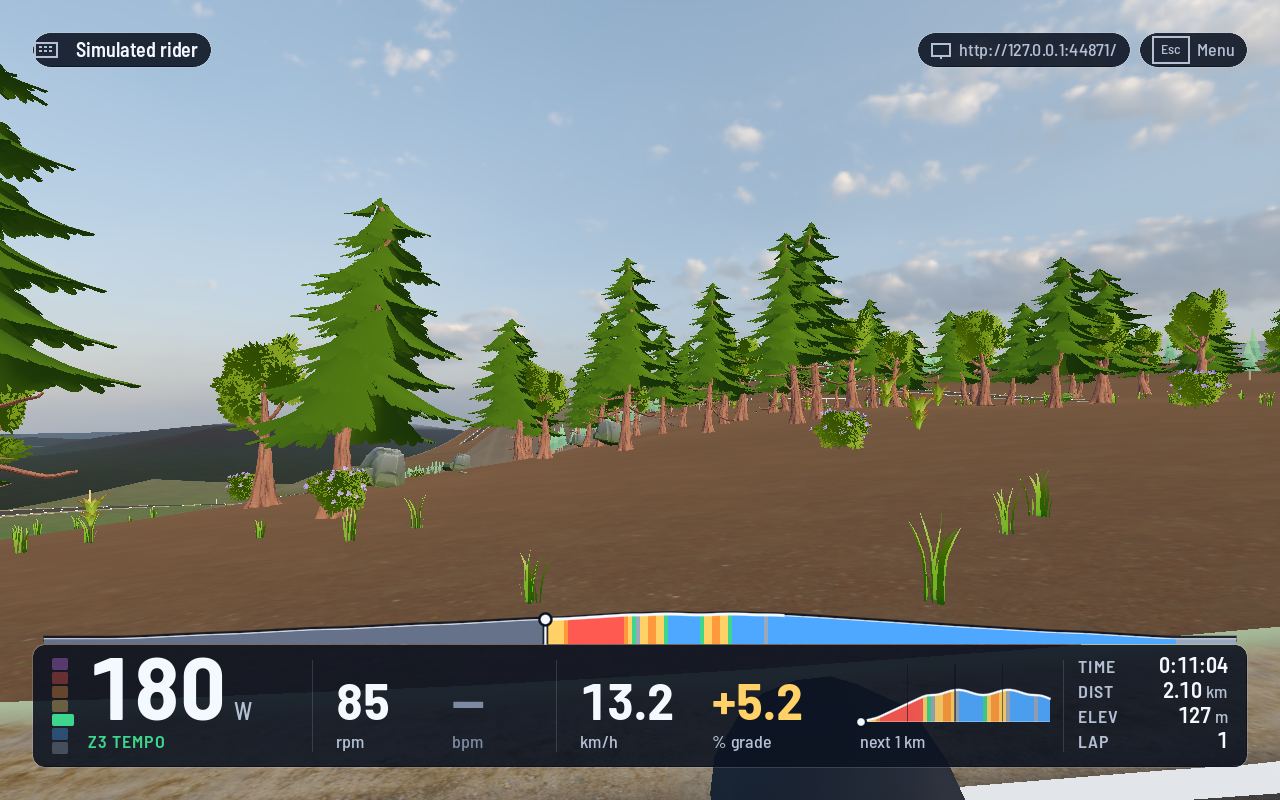 Simulated rider
http://127.0.0.1:44871/
Esc Menu
180 W
Z3 TEMPO
85
rpm
—
bpm
13.2
km/h
+5.2
% grade
next 1 km
TIME 0:11:04
DIST 2.10 km
ELEV 127 m
LAP 1